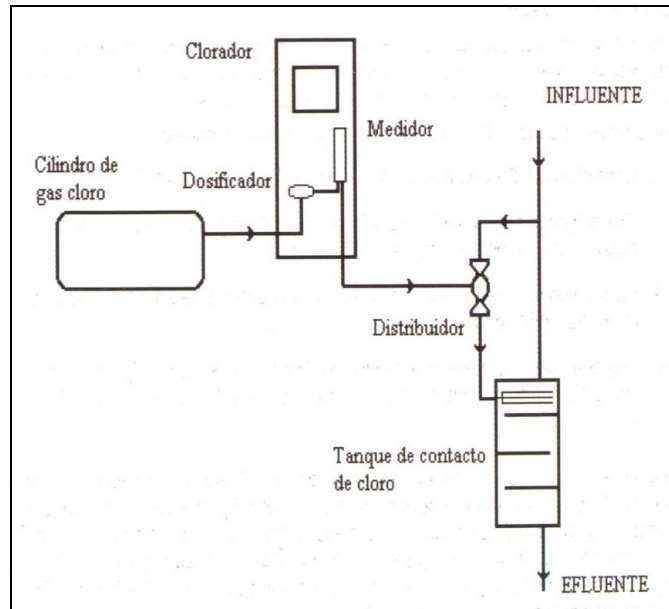 Clorador
INFLUENTE
Medidor
Cilindro de
gas cloro
Dosificador
Distribuidor
Tanque de contacto
de cloro
EFLUENTE